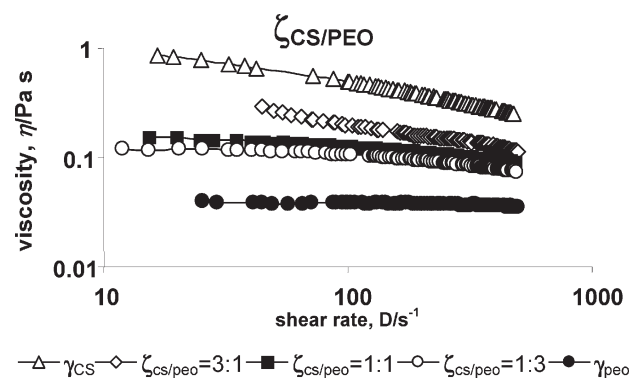 ζCS/PEO
1
0.1
0.01
viscosity, η/Pa s
10 100 1000
shear rate, D/s⁻¹
γCS ζcs/peo=3:1 ζcs/peo=1:1 ζcs/peo=1:3 γpeo